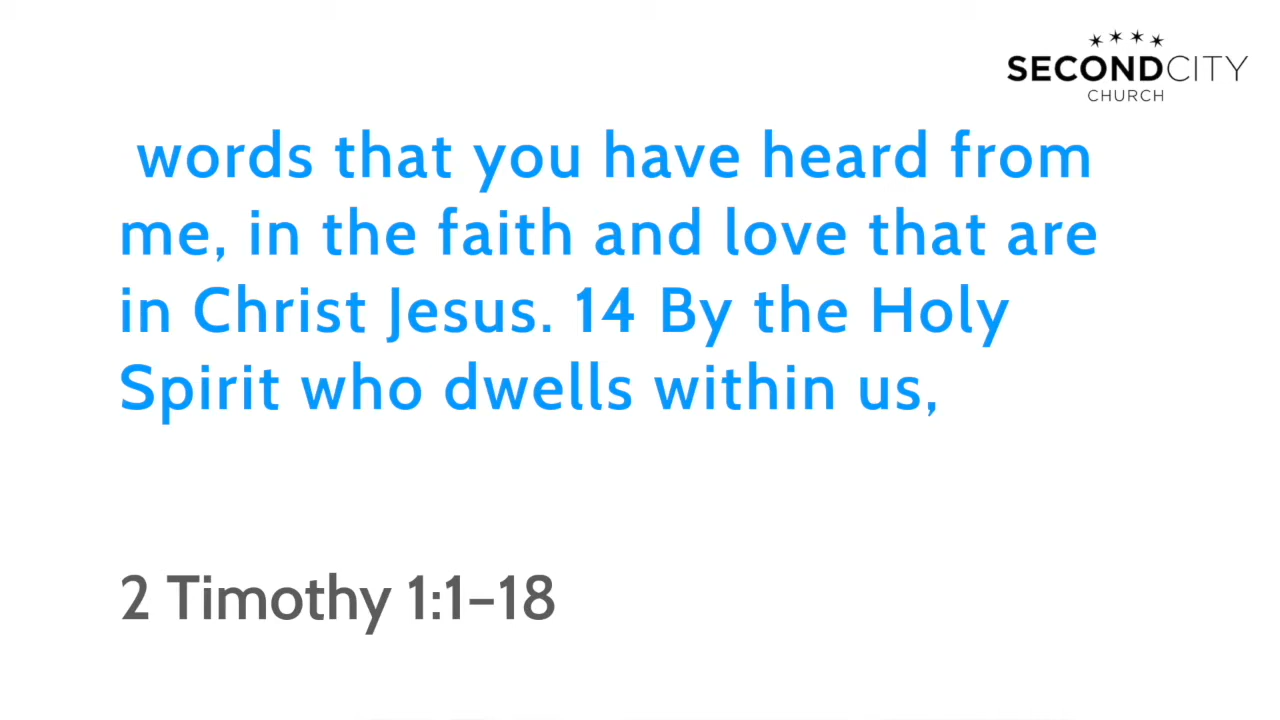 SECONDCITY
CHURCH
words that you have heard from
me, in the faith and love that are
in Christ Jesus. 14 By the Holy
Spirit who dwells within us,
2 Timothy 1:1–18